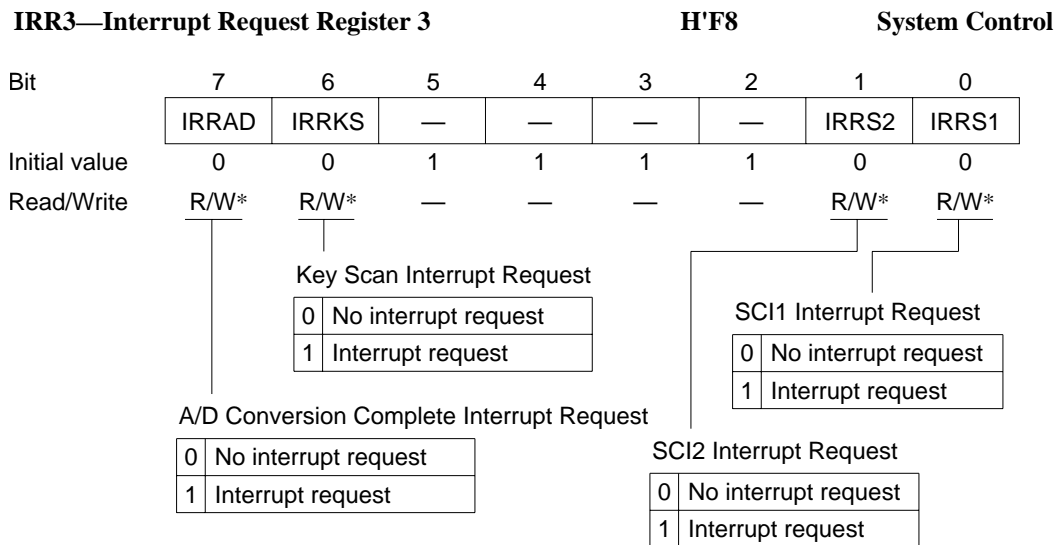 IRR3—Interrupt Request Register 3 H'F8 System Control
Bit 7 6 5 4 3 2 1 0
IRRAD IRRKS — — — — IRRS2 IRRS1
Initial value 0 0 1 1 1 1 0 0
Read/Write R/W* R/W* — — — — R/W* R/W*
Key Scan Interrupt Request
0 No interrupt request
1 Interrupt request
SCI1 Interrupt Request
0 No interrupt request
1 Interrupt request
A/D Conversion Complete Interrupt Request
0 No interrupt request
1 Interrupt request
SCI2 Interrupt Request
0 No interrupt request
1 Interrupt request